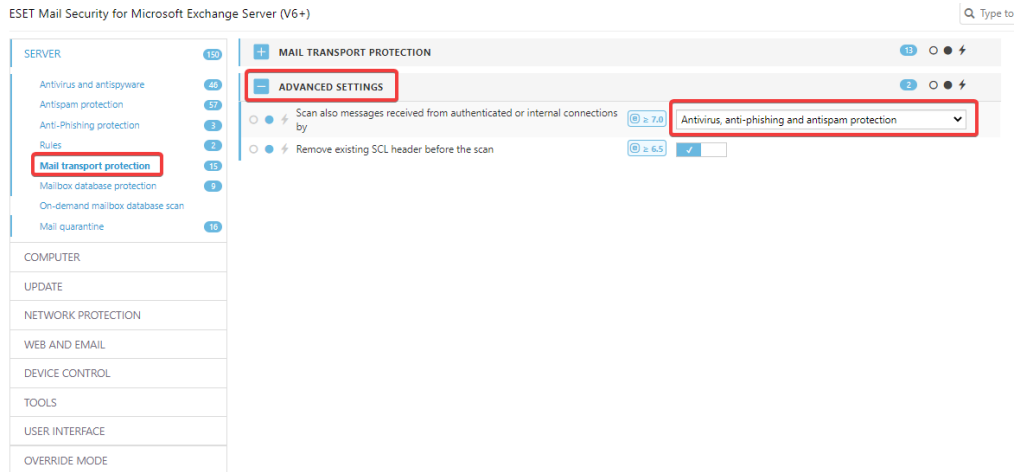 ESET Mail Security for Microsoft Exchange Server (V6+)
Type to
SERVER 150
Antivirus and antispyware 46
Antispam protection 57
Anti-Phishing protection 3
Rules 2
Mail transport protection 15
Mailbox database protection 9
On-demand mailbox database scan
Mail quarantine 16
COMPUTER
UPDATE
NETWORK PROTECTION
WEB AND EMAIL
DEVICE CONTROL
TOOLS
USER INTERFACE
OVERRIDE MODE
MAIL TRANSPORT PROTECTION 13
ADVANCED SETTINGS 2
Scan also messages received from authenticated or internal connections
by
≥ 7.0
Antivirus, anti-phishing and antispam protection
Remove existing SCL header before the scan
≥ 6.5